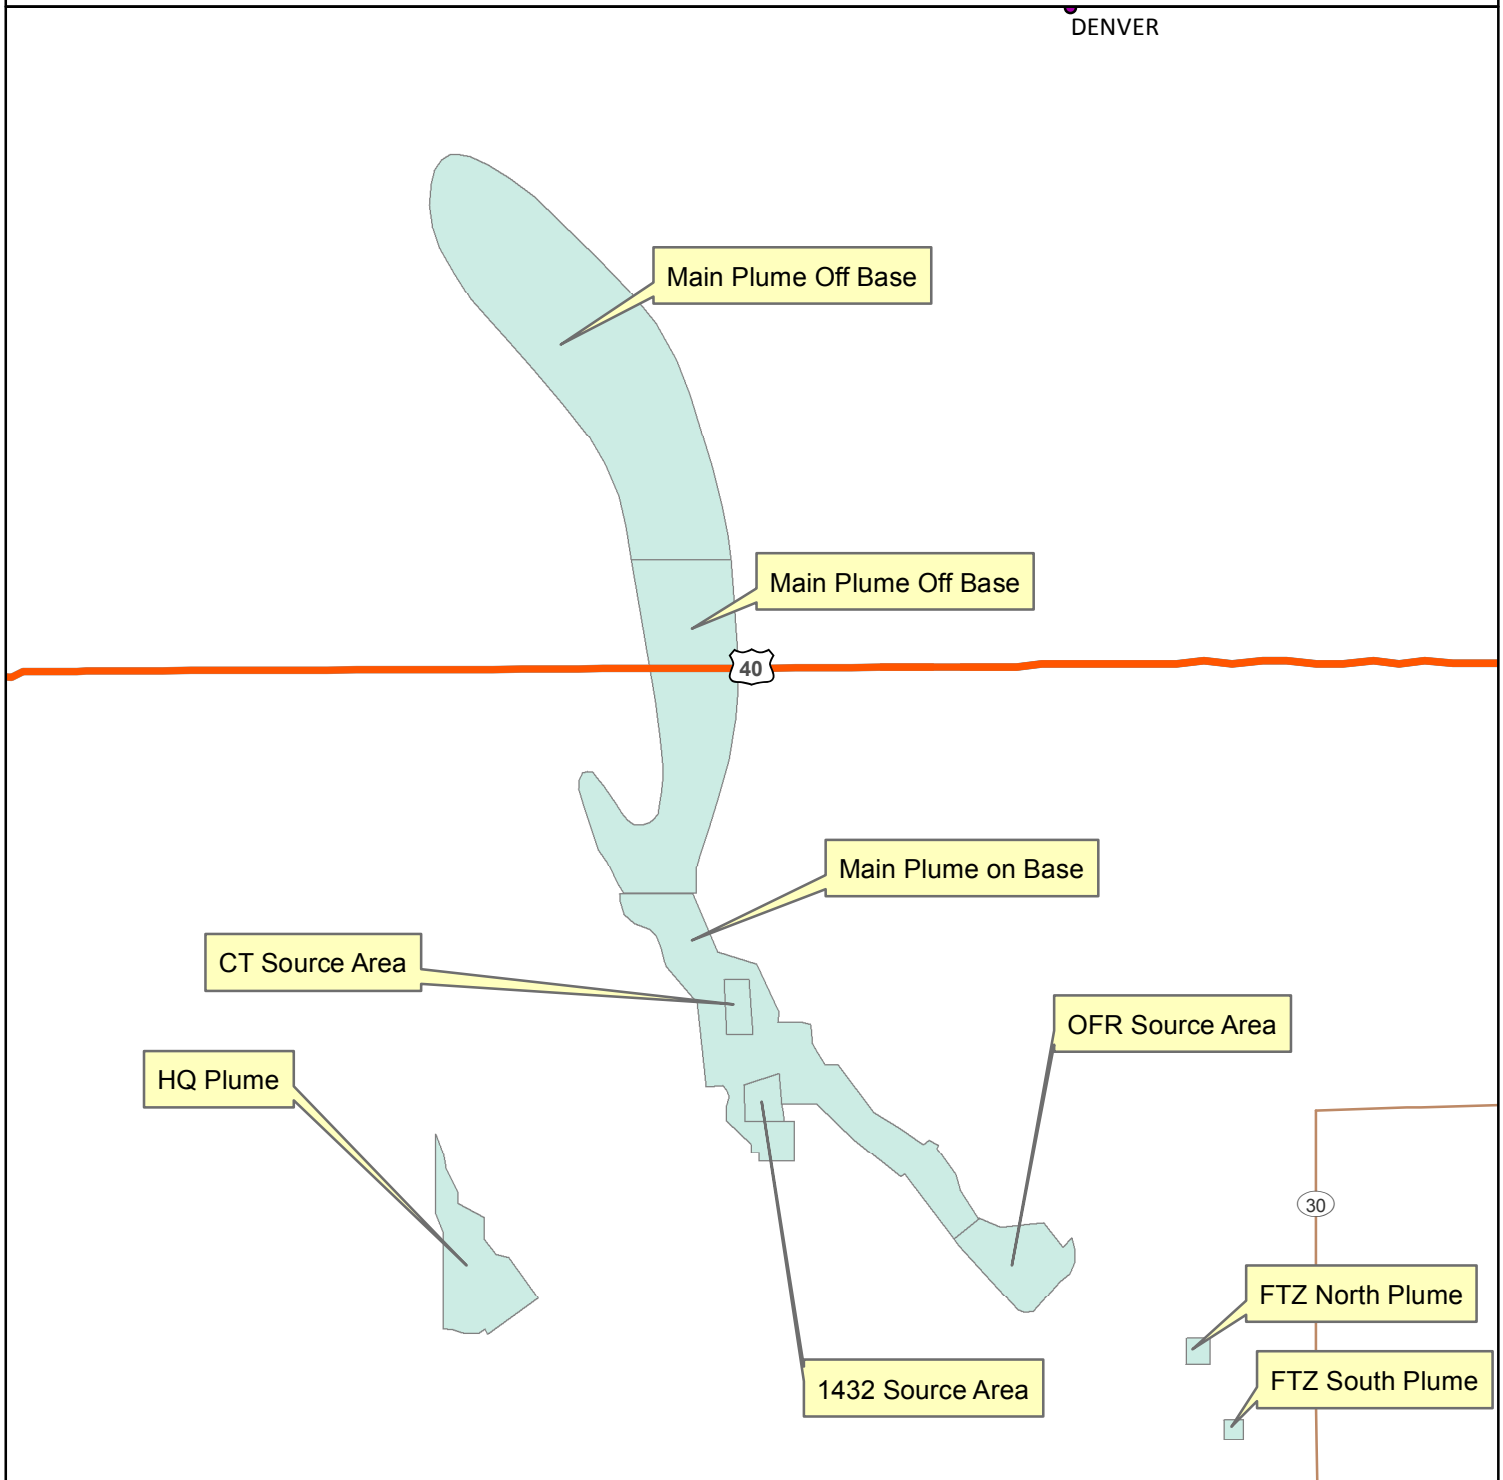 DENVER
Main Plume Off Base
Main Plume Off Base
40
Main Plume on Base
CT Source Area
OFR Source Area
HQ Plume
30
FTZ North Plume
FTZ South Plume
1432 Source Area